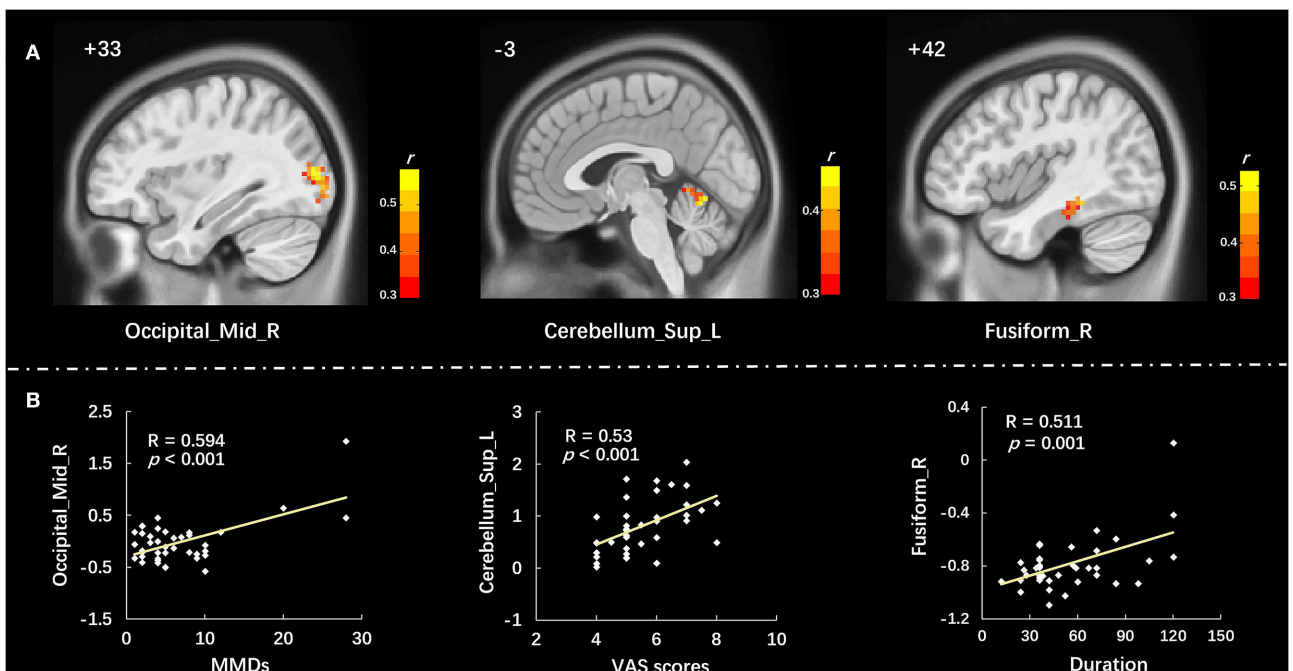 A
+33
-3
+42
r
0.5
0.4
0.3
r
0.4
0.3
r
0.5
0.4
0.3
Occipital_Mid_R
Cerebellum_Sup_L
Fusiform_R
B
Occipital_Mid_R
2.5
1.5
0.5
-0.5
-1.5
R = 0.594
p < 0.001
0 10 20 30
MMDs
Cerebellum_Sup_L
3
2
1
0
-1
R = 0.53
p < 0.001
2 4 6 8 10
VAS scores
Fusiform_R
0.4
0
-0.4
-0.8
-1.2
R = 0.511
p = 0.001
0 30 60 90 120 150
Duration